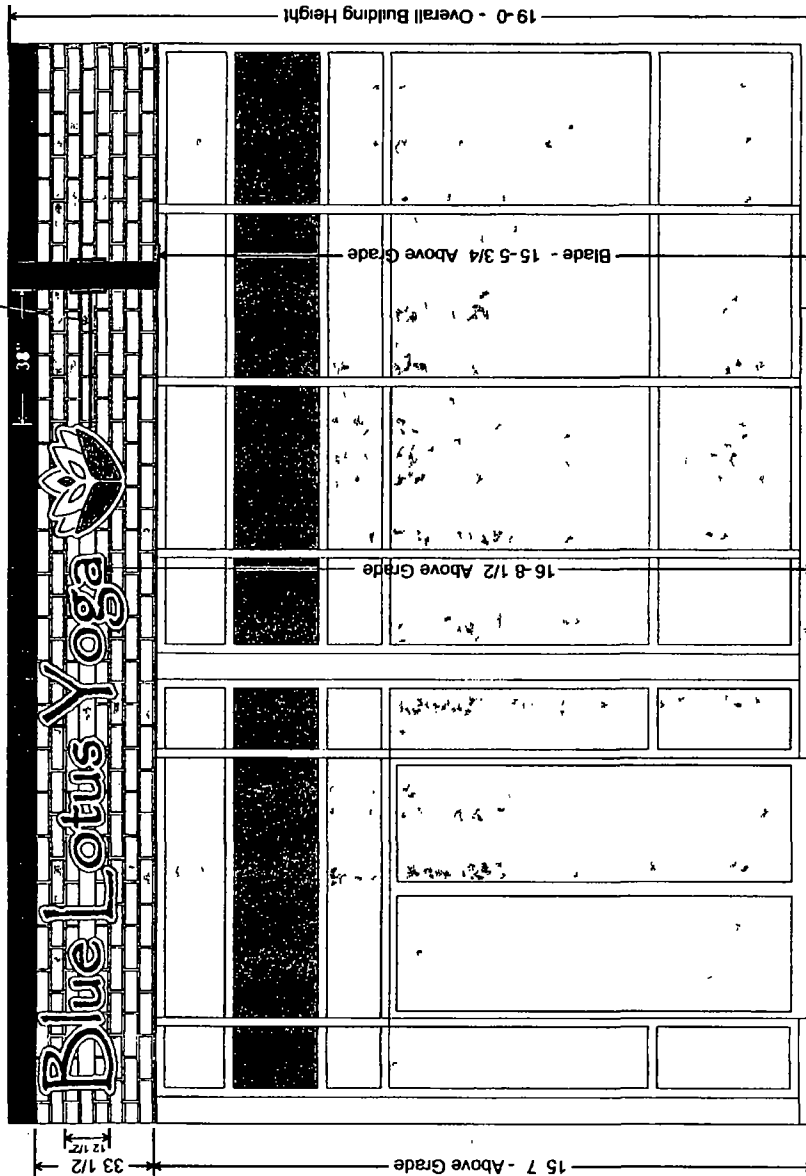 19-0 - Overall Building Height
38"
Blade - 15-5 3/4 Above Grade
Blue Lotus Yoga
16-8 1/2 Above Grade
33 1/2
12 1/2"
15 7 - Above Grade